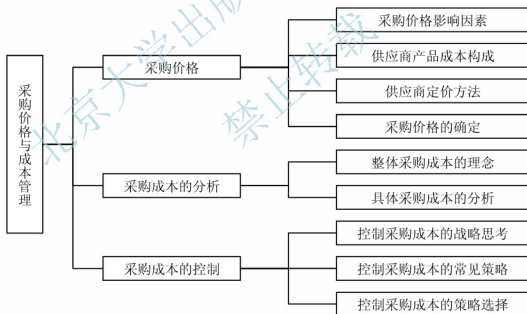 采购价格与成本管理
采购价格
采购价格影响因素
供应商产品成本构成
供应商定价方法
采购价格的确定
采购成本的分析
整体采购成本的理念
具体采购成本的分析
采购成本的控制
控制采购成本的战略思考
控制采购成本的常见策略
控制采购成本的策略选择
北京大学出版
禁止转载